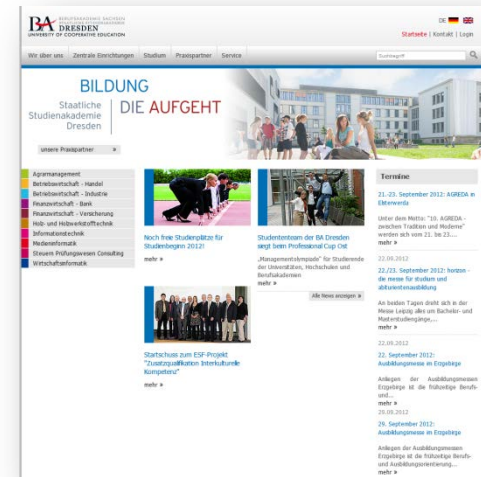 BA
BERUFSAKADEMIE SACHSEN
STAATLICHE STUDIENAKADEMIE
DRESDEN
UNIVERSITY OF COOPERATIVE EDUCATION
DE
Startseite | Kontakt | Login
Wir über uns Zentrale Einrichtungen Studium Praxispartner Service
Suchbegriff
BILDUNG
Staatliche
Studienakademie
Dresden
DIE AUFGEHT
unsere Praxispartner »
Agrarmanagement
Betriebswirtschaft - Handel
Betriebswirtschaft - Industrie
Finanzwirtschaft - Bank
Finanzwirtschaft - Versicherung
Holz- und Holzwerkstofftechnik
Informationstechnik
Medieninformatik
Steuern Prüfungswesen Consulting
Wirtschaftsinformatik
Noch freie Studienplätze für
Studienbeginn 2012!
mehr »
Studententeam der BA Dresden
siegt beim Professional Cup Ost
„Managementolympiade" für Studierende
der Universitäten, Hochschulen und
Berufsakademien
mehr »
Alle News anzeigen »
Startschuss zum ESF-Projekt
"Zusatzqualifikation Interkulturelle
Kompetenz"
mehr »
Termine
21.-23. September 2012: AGREDA in
Elsterwerda
Unter dem Motto: "10. AGREDA -
zwischen Tradition und Moderne"
werden sich vom 21. bis 23....
mehr »
22.09.2012
22./23. September 2012: horizon -
die messe für studium und
abiturientenausbildung
An beiden Tagen dreht sich in der
Messe Leipzig alles um Bachelor- und
Masterstudiengänge,...
mehr »
22.09.2012
22. September 2012:
Ausbildungsmesse im Erzgebirge
Anliegen der Ausbildungsmessen
Erzgebirge ist die frühzeitige Berufs-
und...
mehr »
29.09.2012
29. September 2012:
Ausbildungsmesse im Erzgebirge
Anliegen der Ausbildungsmessen
Erzgebirge ist die frühzeitige Berufs-
und Ausbildungsorientierung...
mehr »